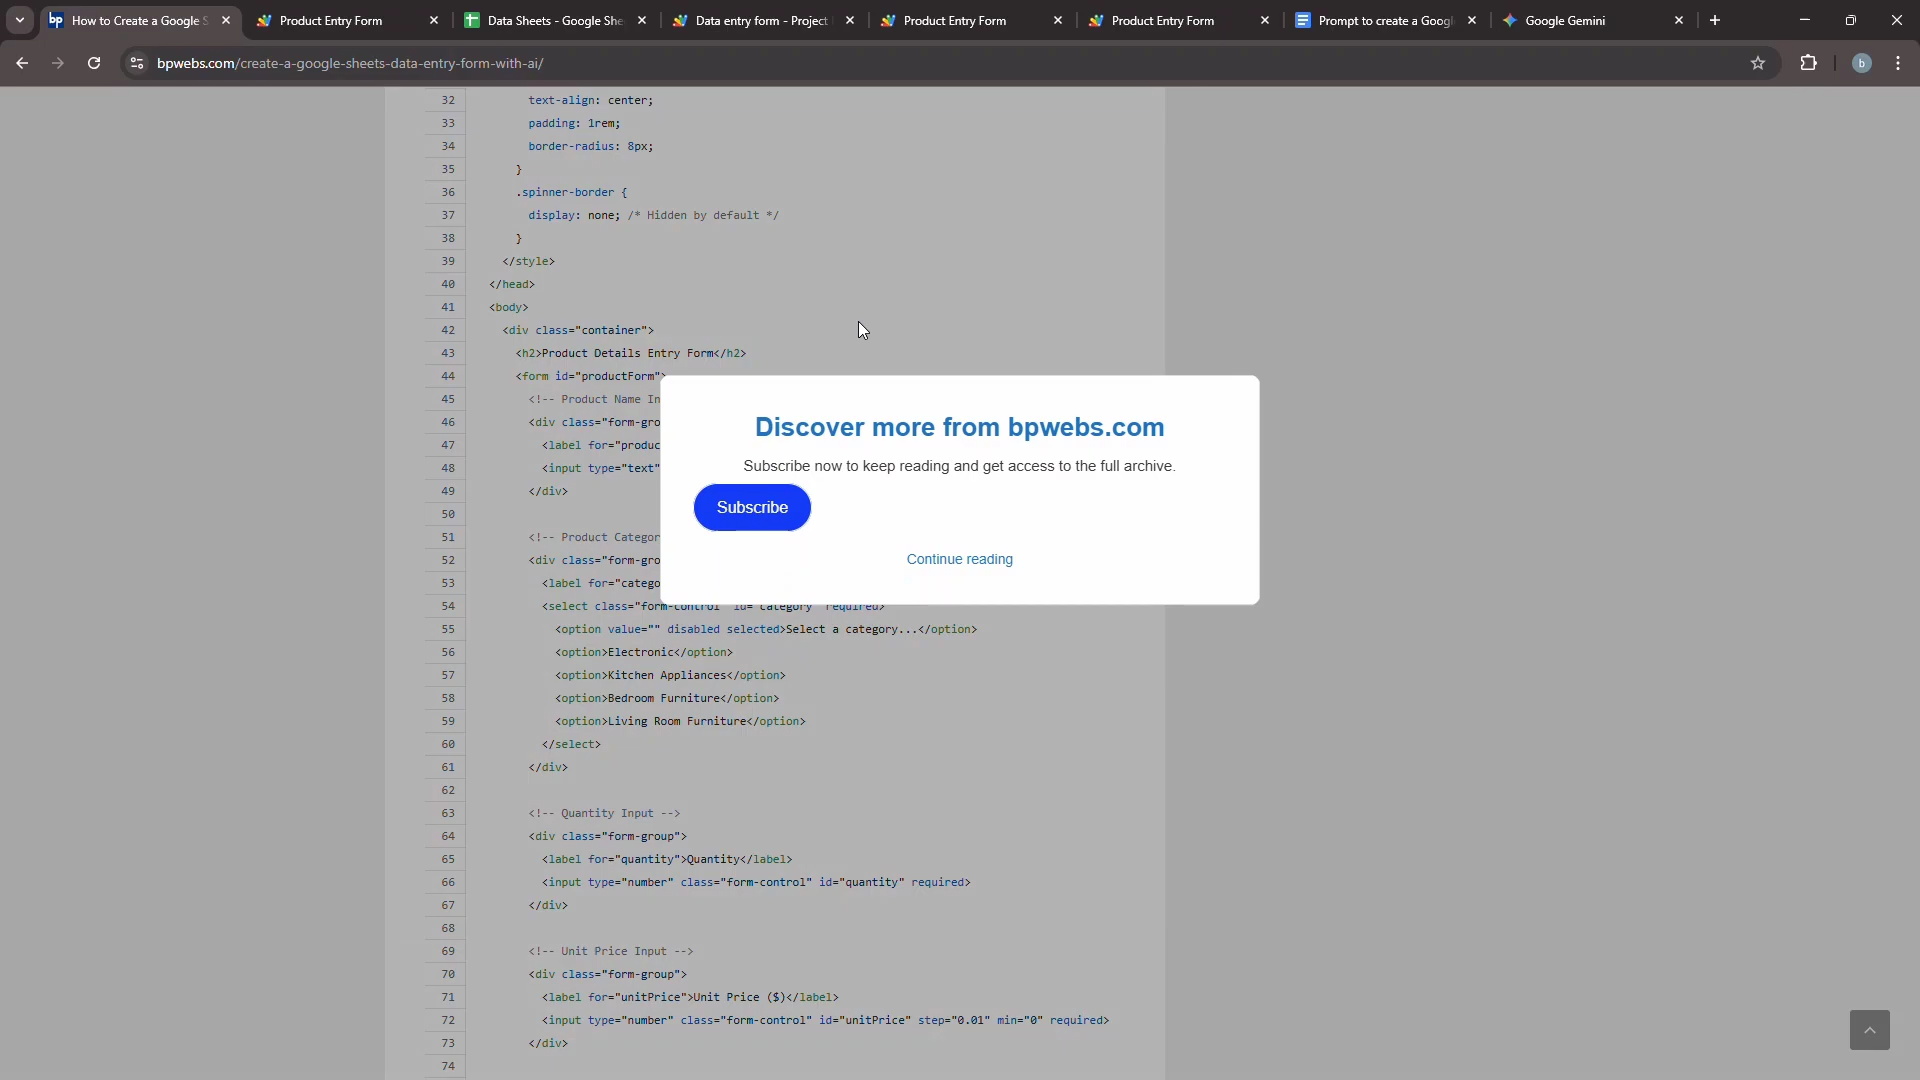 How to Create a Google S
Product Entry Form
Data Sheets - Google She
Data entry form - Project
Product Entry Form
Product Entry Form
Prompt to create a Googl
Google Gemini
bpwebs.com/create-a-google-sheets-data-entry-form-with-ai/
b
32 text-align: center;
33 padding: 1rem;
34 border-radius: 8px;
35 }
36 .spinner-border {
37 display: none; /* Hidden by default */
38 }
39 </style>
40 </head>
41 <body>
42 <div class="container">
43 <h2>Product Details Entry Form</h2>
44 <form id="productForm">
45 <!-- Product Name In
46 <div class="form-gro
47 <label for="produc
48 <input type="text"
49 </div>
50
51 <!-- Product Categor
52 <div class="form-gro
53 <label for="catego
54 <select class="form-control" id="category" required>
55 <option value="" disabled selected>Select a category...</option>
56 <option>Electronic</option>
57 <option>Kitchen Appliances</option>
58 <option>Bedroom Furniture</option>
59 <option>Living Room Furniture</option>
60 </select>
61 </div>
62
63 <!-- Quantity Input -->
64 <div class="form-group">
65 <label for="quantity">Quantity</label>
66 <input type="number" class="form-control" id="quantity" required>
67 </div>
68
69 <!-- Unit Price Input -->
70 <div class="form-group">
71 <label for="unitPrice">Unit Price ($)</label>
72 <input type="number" class="form-control" id="unitPrice" step="0.01" min="0" required>
73 </div>
74
Discover more from bpwebs.com
Subscribe now to keep reading and get access to the full archive.
Subscribe
Continue reading